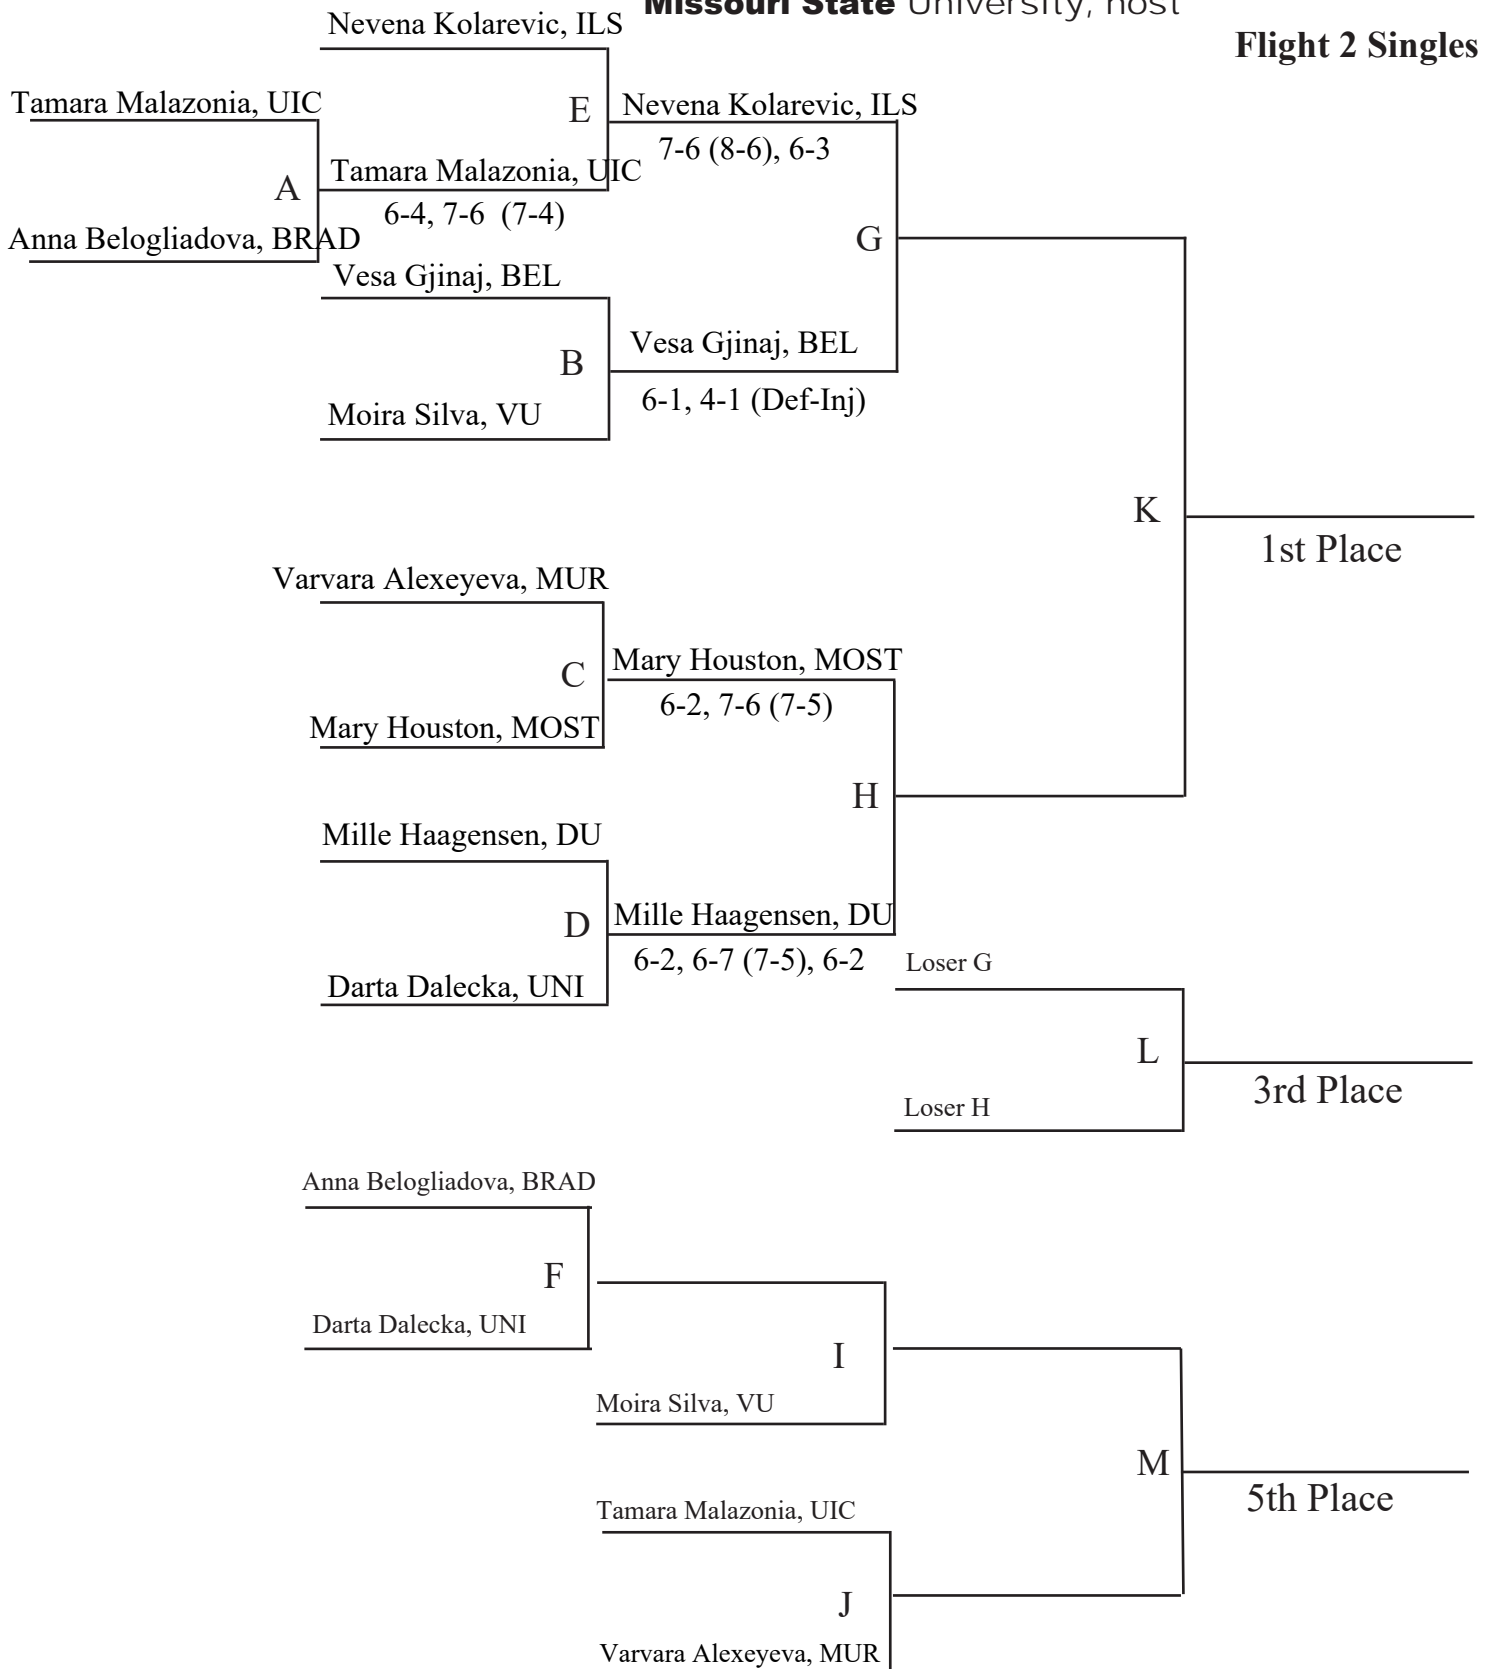 Missouri State University, host
Flight 2 Singles
Nevena Kolarevic, ILS
Tamara Malazonia, UIC
E
Nevena Kolarevic, ILS
7-6 (8-6), 6-3
A
Tamara Malazonia, UIC
6-4, 7-6 (7-4)
Anna Belogliadova, BRAD
G
Vesa Gjinaj, BEL
B
Vesa Gjinaj, BEL
6-1, 4-1 (Def-Inj)
Moira Silva, VU
K
1st Place
Varvara Alexeyeva, MUR
C
Mary Houston, MOST
6-2, 7-6 (7-5)
Mary Houston, MOST
H
Mille Haagensen, DU
D
Mille Haagensen, DU
6-2, 6-7 (7-5), 6-2
Darta Dalecka, UNI
Loser G
L
3rd Place
Loser H
Anna Belogliadova, BRAD
F
Darta Dalecka, UNI
I
Moira Silva, VU
M
5th Place
Tamara Malazonia, UIC
J
Varvara Alexeyeva, MUR